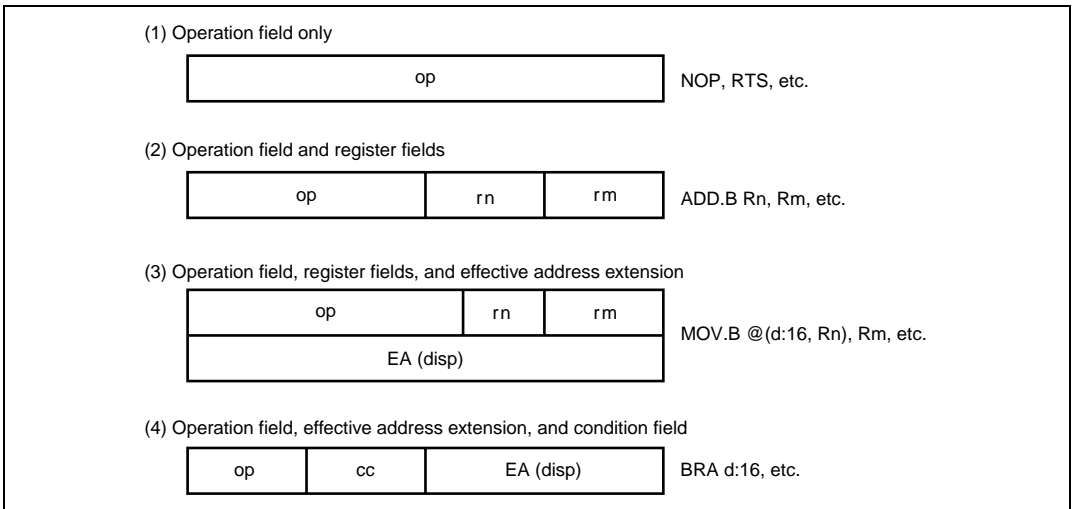 (1) Operation field only
op
NOP, RTS, etc.
(2) Operation field and register fields
op rn rm
ADD.B Rn, Rm, etc.
(3) Operation field, register fields, and effective address extension
op rn rm
EA (disp)
MOV.B @(d:16, Rn), Rm, etc.
(4) Operation field, effective address extension, and condition field
op cc EA (disp)
BRA d:16, etc.